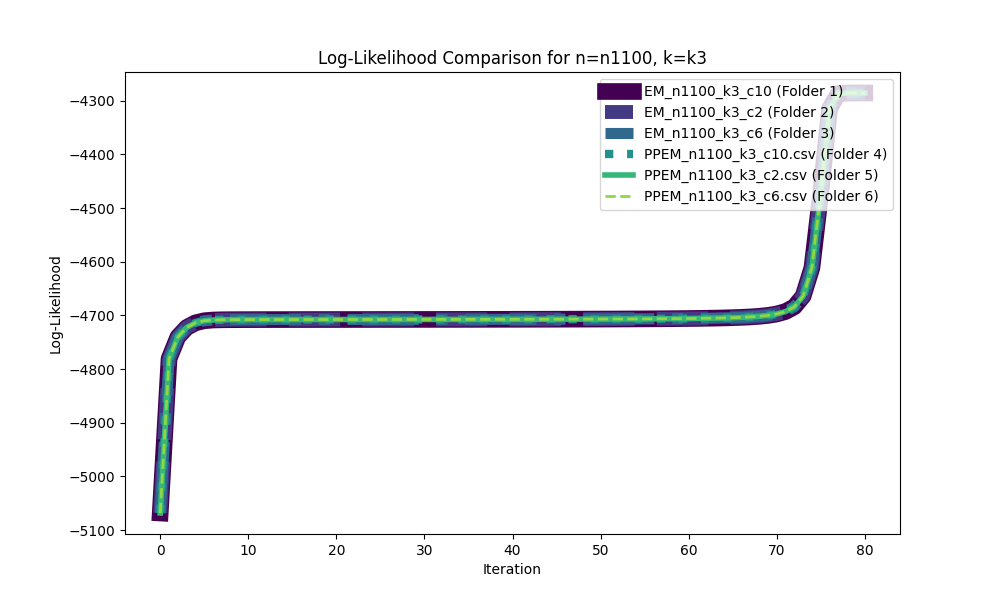 Log-Likelihood Comparison for n=n1100, k=k3
EM_n1100_k3_c10 (Folder 1)
EM_n1100_k3_c2 (Folder 2)
EM_n1100_k3_c6 (Folder 3)
PPEM_n1100_k3_c10.csv (Folder 4)
PPEM_n1100_k3_c2.csv (Folder 5)
PPEM_n1100_k3_c6.csv (Folder 6)
Log-Likelihood
−4300
−4400
−4500
−4600
−4700
−4800
−4900
−5000
−5100
0 10 20 30 40 50 60 70 80
Iteration